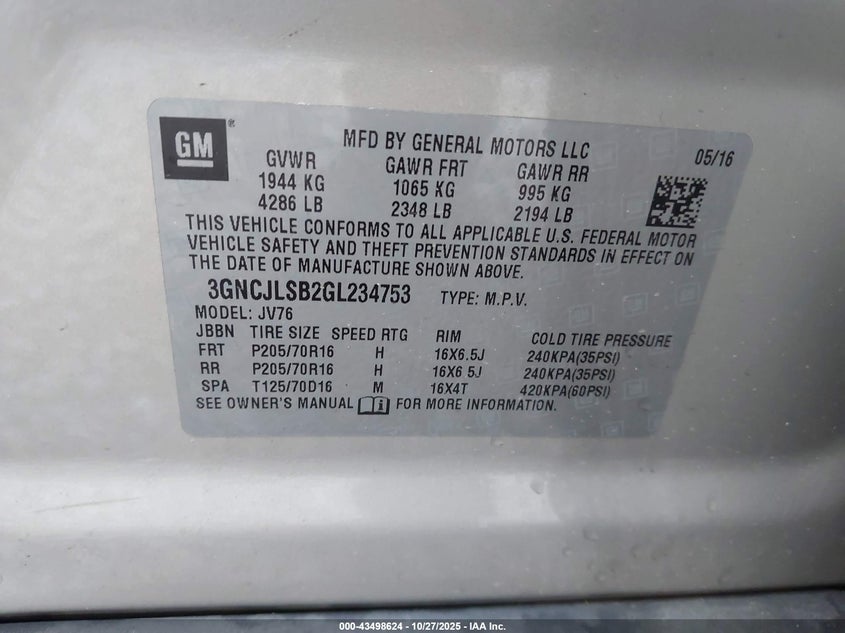 GM®
MFD BY GENERAL MOTORS LLC 05/16
GVWR GAWR FRT GAWR RR
1944 KG 1065 KG 995 KG
4286 LB 2348 LB 2194 LB
THIS VEHICLE CONFORMS TO ALL APPLICABLE U.S. FEDERAL MOTOR
VEHICLE SAFETY AND THEFT PREVENTION STANDARDS IN EFFECT ON
THE DATE OF MANUFACTURE SHOWN ABOVE.
3GNCJLSB2GL234753 TYPE: M.P.V.
MODEL: JV76
JBBN TIRE SIZE SPEED RTG RIM COLD TIRE PRESSURE
FRT P205/70R16 H 16X6.5J 240KPA(35PSI)
RR P205/70R16 H 16X6.5J 240KPA(35PSI)
SPA T125/70D16 M 16X4T 420KPA(60PSI)
SEE OWNER'S MANUAL FOR MORE INFORMATION.
000-43498624 | 10/27/2025 - IAA Inc.